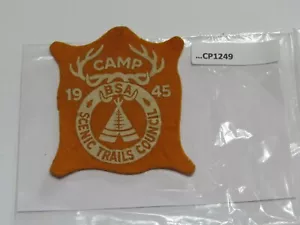 ...CP1249
CAMP
19 45
BSA
SCENIC TRAILS COUNCIL